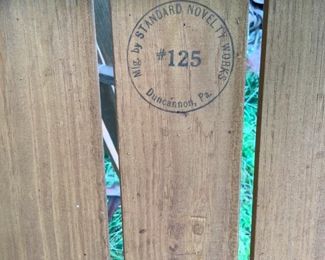 Mfg. by STANDARD NOVELTY WORKS
#125
Duncannon, Pa.